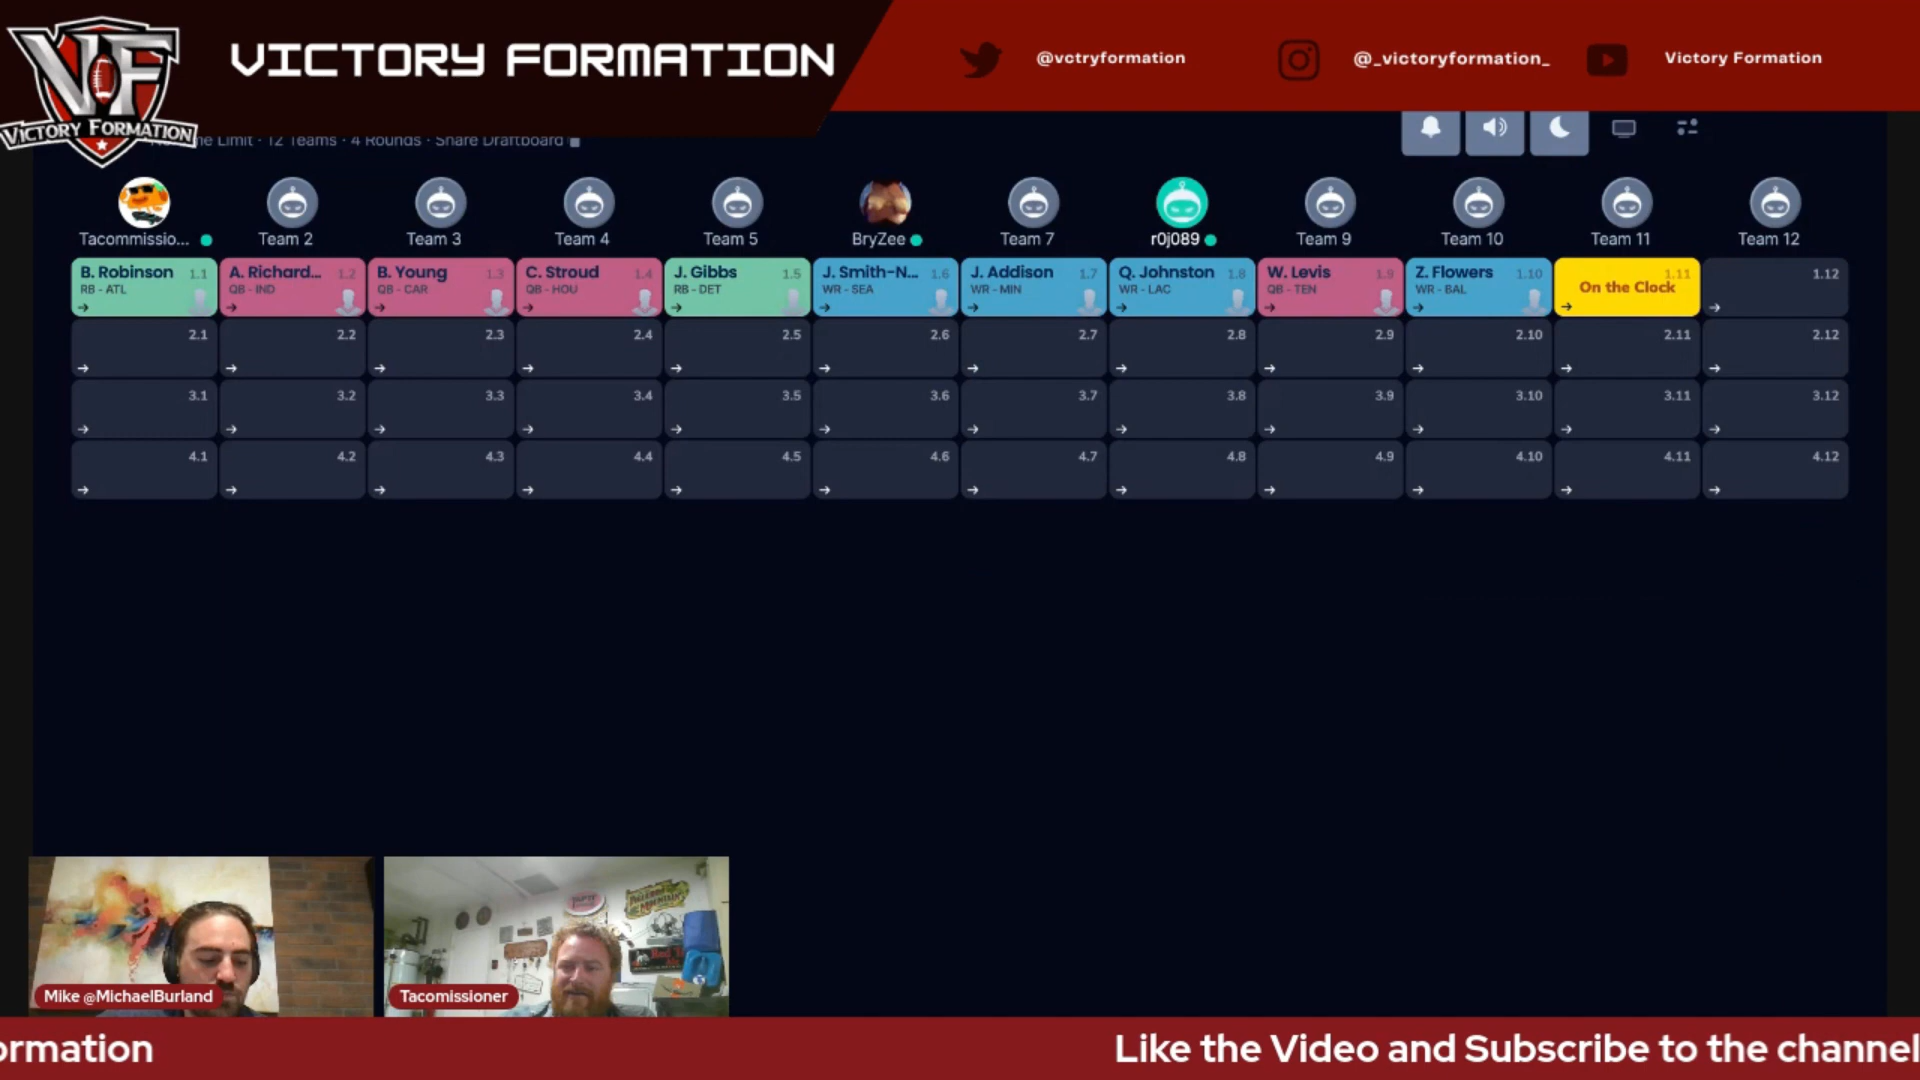 VF
VICTORY FORMATION
VICTORY FORMATION
@vctryformation
@_victoryformation_
Victory Formation
Limit · 12 Teams · 4 Rounds · Share Draftboard
Tacommissio...
Team 2
Team 3
Team 4
Team 5
BryZee
Team 7
r0j089
Team 9
Team 10
Team 11
Team 12
B. Robinson 1.1
RB - ATL
A. Richard... 1.2
QB - IND
B. Young 1.3
QB - CAR
C. Stroud 1.4
QB - HOU
J. Gibbs 1.5
RB - DET
J. Smith-N... 1.6
WR - SEA
J. Addison 1.7
WR - MIN
Q. Johnston 1.8
WR - LAC
W. Levis 1.9
QB - TEN
Z. Flowers 1.10
WR - BAL
1.11
On the Clock
1.12
2.1 2.2 2.3 2.4 2.5 2.6 2.7 2.8 2.9 2.10 2.11 2.12
3.1 3.2 3.3 3.4 3.5 3.6 3.7 3.8 3.9 3.10 3.11 3.12
4.1 4.2 4.3 4.4 4.5 4.6 4.7 4.8 4.9 4.10 4.11 4.12
Mike @MichaelBurland
Tacomissioner
ormation
Like the Video and Subscribe to the channel